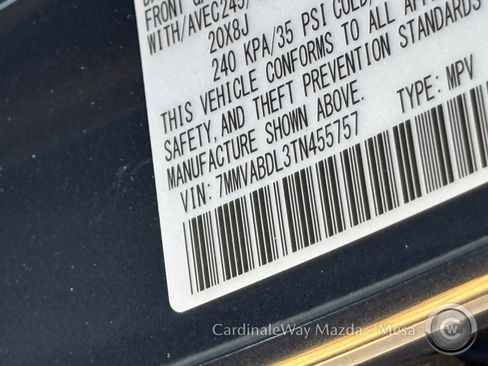 FRONT
WITH/AVEC245/
20X8J
240 KPA/35 PSI COLD/
THIS VEHICLE CONFORMS TO ALL
SAFETY AND THEFT PREVENTION STANDARDS
MANUFACTURE SHOWN ABOVE.
VIN: 7MMVABDL3TN455757 TYPE: MPV
CardinaleWay Mazda - Mesa
CW